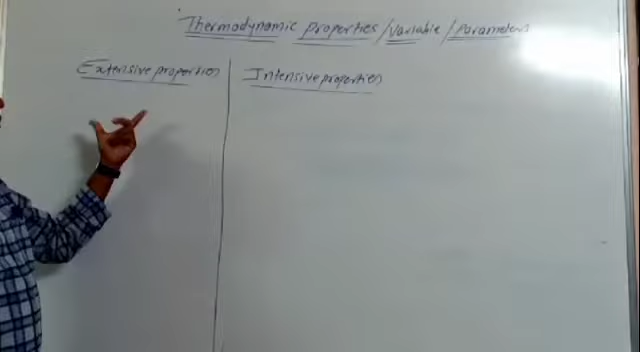 Thermodynamic properties/variable/parameters
Extensive properties
Intensive properties